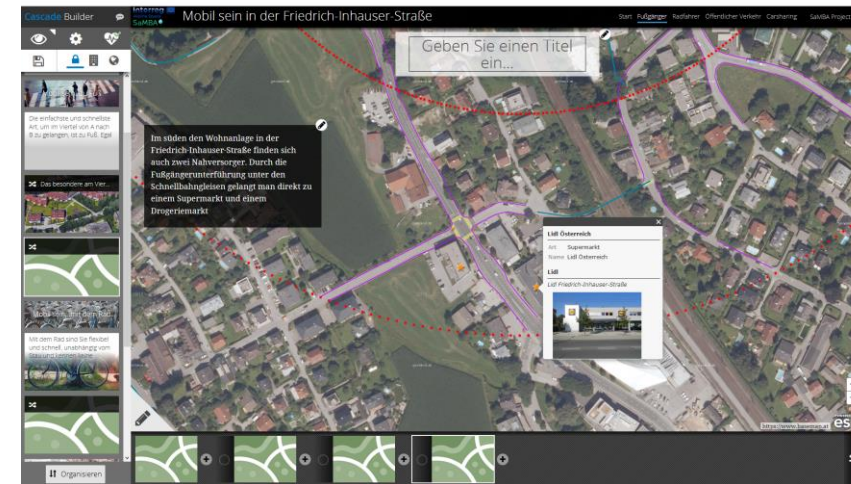 Cascade Builder
Interreg
SaMBA
Mobil sein in der Friedrich-Inhauser-Straße
Start Fußgänger Radfahrer Öffentlicher Verkehr Carsharing SaMBA Project
Geben Sie einen Titel
ein...
Die einfachste und schnellste
Art, um im Viertel von A nach
B zu gelangen, ist zu Fuß. Egal
Das besondere am Vier...
Mit dem Rad sind Sie flexibel
und schnell, unabhängig vom
Stau und kennen keine
Organisieren
Im süden den Wohnanlage in der
Friedrich-Inhauser-Straße finden sich
auch zwei Nahversorger. Durch die
Fußgängerunterführung unter den
Schnellbahngleisen gelangt man direkt zu
einem Supermarkt und einem
Drogeriemarkt
Lidl Österreich
Art Supermarkt
Name Lidl Österreich
Lidl
Lidl Friedrich-Inhauser-Straße
https://www.basemap.at
es